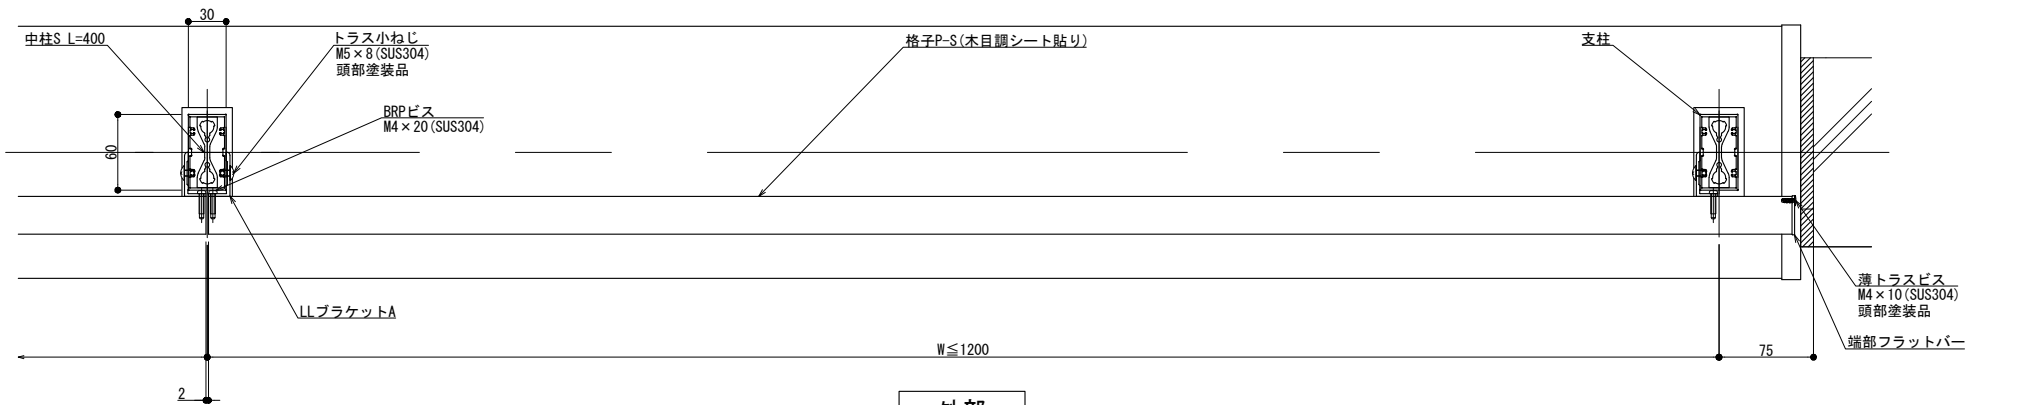 30
中柱S L=400
トラス小ねじ
M5×8(SUS304)
頭部塗装品
格子P-S(木目調シート貼り)
支柱
BRPビス
M4×20(SUS304)
60
LLブラケットA
薄トラスビス
M4×10(SUS304)
頭部塗装品
端部フラットバー
W≦1200
75
2